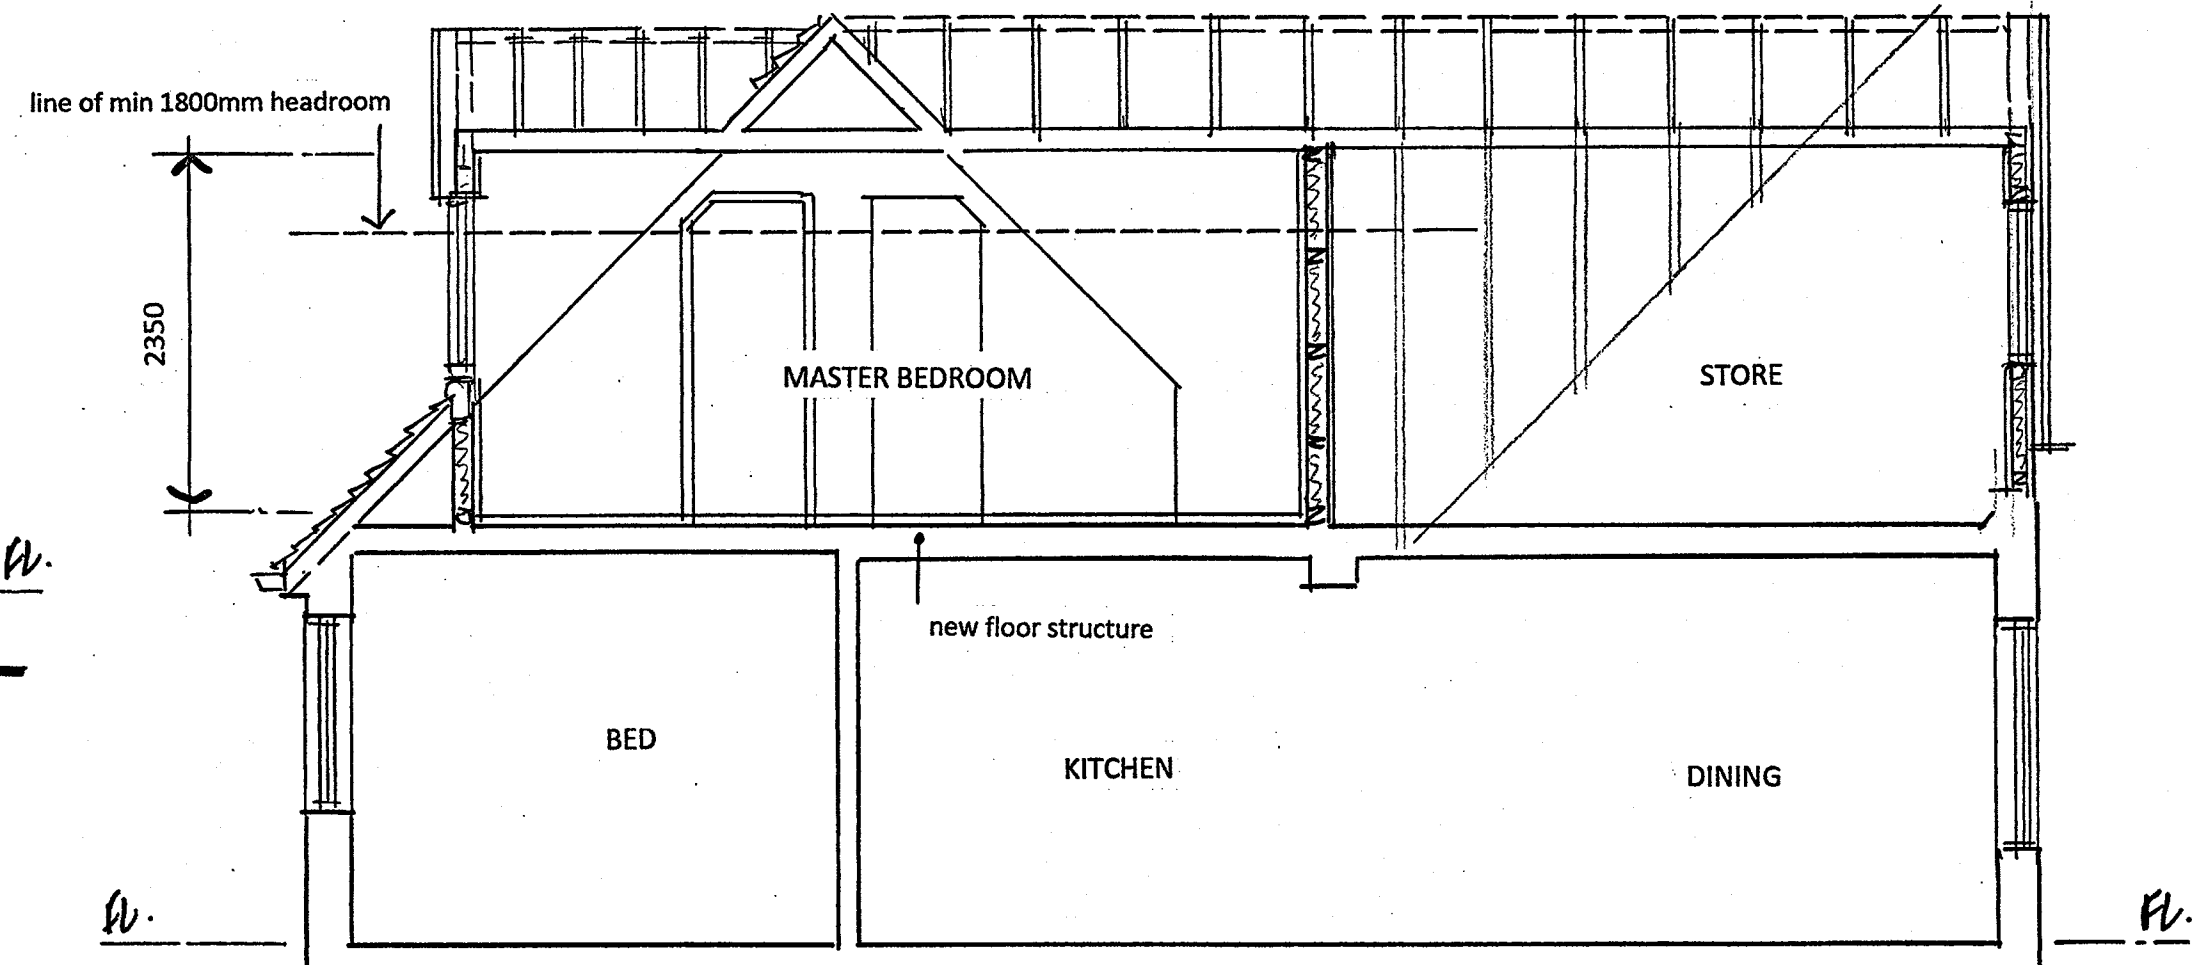 line of min 1800mm headroom
2350
MASTER BEDROOM
STORE
FL.
new floor structure
BED
KITCHEN
DINING
FL.
FL.